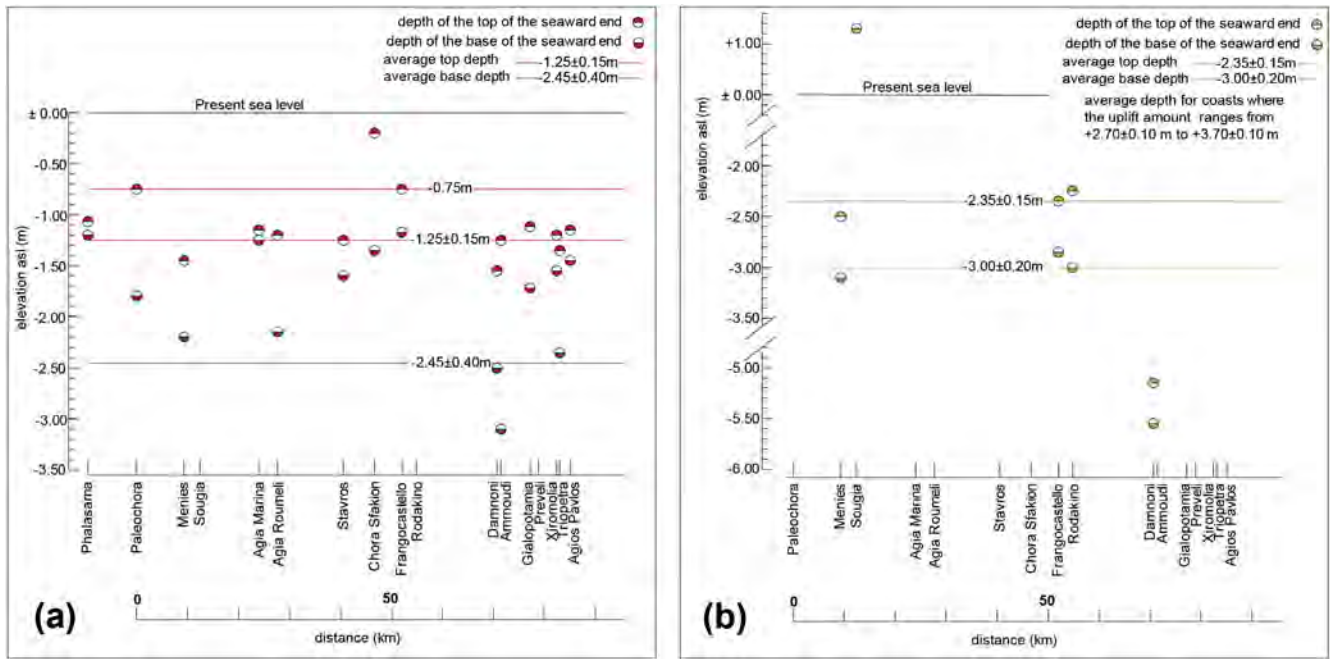 depth of the top of the seaward end
depth of the base of the seaward end
average top depth -1.25±0.15m
average base depth -2.45±0.40m
Present sea level
± 0.00
-0.50
-0.75m
-1.00
-1.25±0.15m
-1.50
-2.00
-2.45±0.40m
-2.50
-3.00
-3.50
elevation asl (m)
Phalasarna
Paleochora
Menies
Sougia
Agia Marina
Agia Roumeli
Stavros
Chora Sfakion
Frangocastello
Rodakino
Damnoni
Ammoudi
Gialopotamia
Preveli
Xiromolia
Triopetra
Agios Pavlos
0 50
distance (km)
(a)
depth of the top of the seaward end
depth of the base of the seaward end
average top depth -2.35±0.15m
average base depth -3.00±0.20m
average depth for coasts where
the uplift amount ranges from
+2.70±0.10 m to +3.70±0.10 m
+1.00
Present sea level
± 0.00
-2.00
-2.35±0.15m
-2.50
-3.00±0.20m
-3.00
-3.50
-5.00
-5.50
-6.00
elevation asl (m)
Paleochora
Menies
Sougia
Agia Marina
Agia Roumeli
Stavros
Chora Sfakion
Frangocastello
Rodakino
Damnoni
Ammoudi
Gialopotamia
Preveli
Xiromolia
Triopetra
Agios Pavlos
0 50
distance (km)
(b)